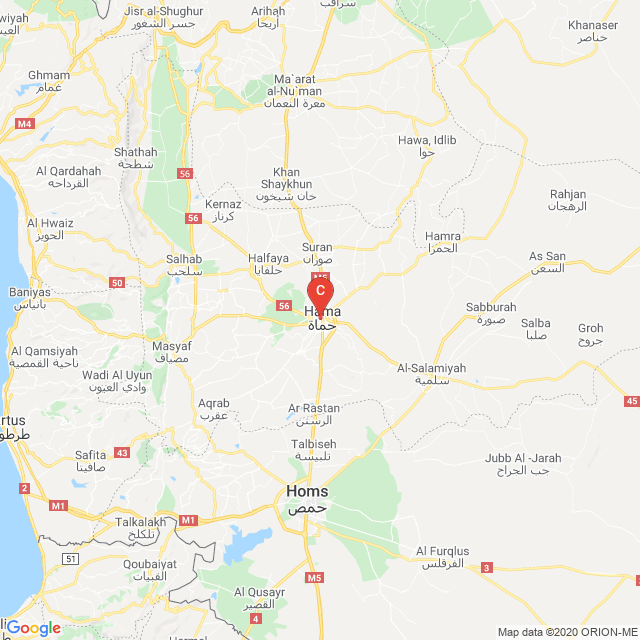 Jisr al-Shughur
جسر الشغور
Arihah
أريحا
سراقب
Khanaser
خناصر
Ghmam
غمام
Ma`arat
al-Nu'man
معرة النعمان
M4
Hawa, Idlib
حوا
Shathah
شطحة
Al Qardahah
القرداحه
56
Khan
Shaykhun
خان شيخون
Kernaz
كرناز
56
Rahjan
الرهجان
Al Hwaiz
الحويز
Hamra
الحمرا
Suran
صوران
Salhab
سلحب
Halfaya
حلفايا
As San
السعن
M5
50
Baniyas
بانياس
C
56
Hama
حماة
Sabburah
صبورة
Salba
صلبا
Groh
جروح
Masyaf
مصياف
Al Qamsiyah
ناحية القمصية
Wadi Al Uyun
وادي العيون
Al-Salamiyah
سلمية
45
Aqrab
عقرب
Ar Rastan
الرستن
artus
طرطو
Talbiseh
تلبيسة
43
Safita
صافيتا
Jubb Al -Jarah
جب الجراح
2
Homs
حمص
M1
Talkalakh
تلكلخ
M1
51
Qoubaiyat
القبيات
Al Furqlus
الفرقلس
3
M5
Al Qusayr
القصير
4
Google
Map data ©2020 ORION-ME